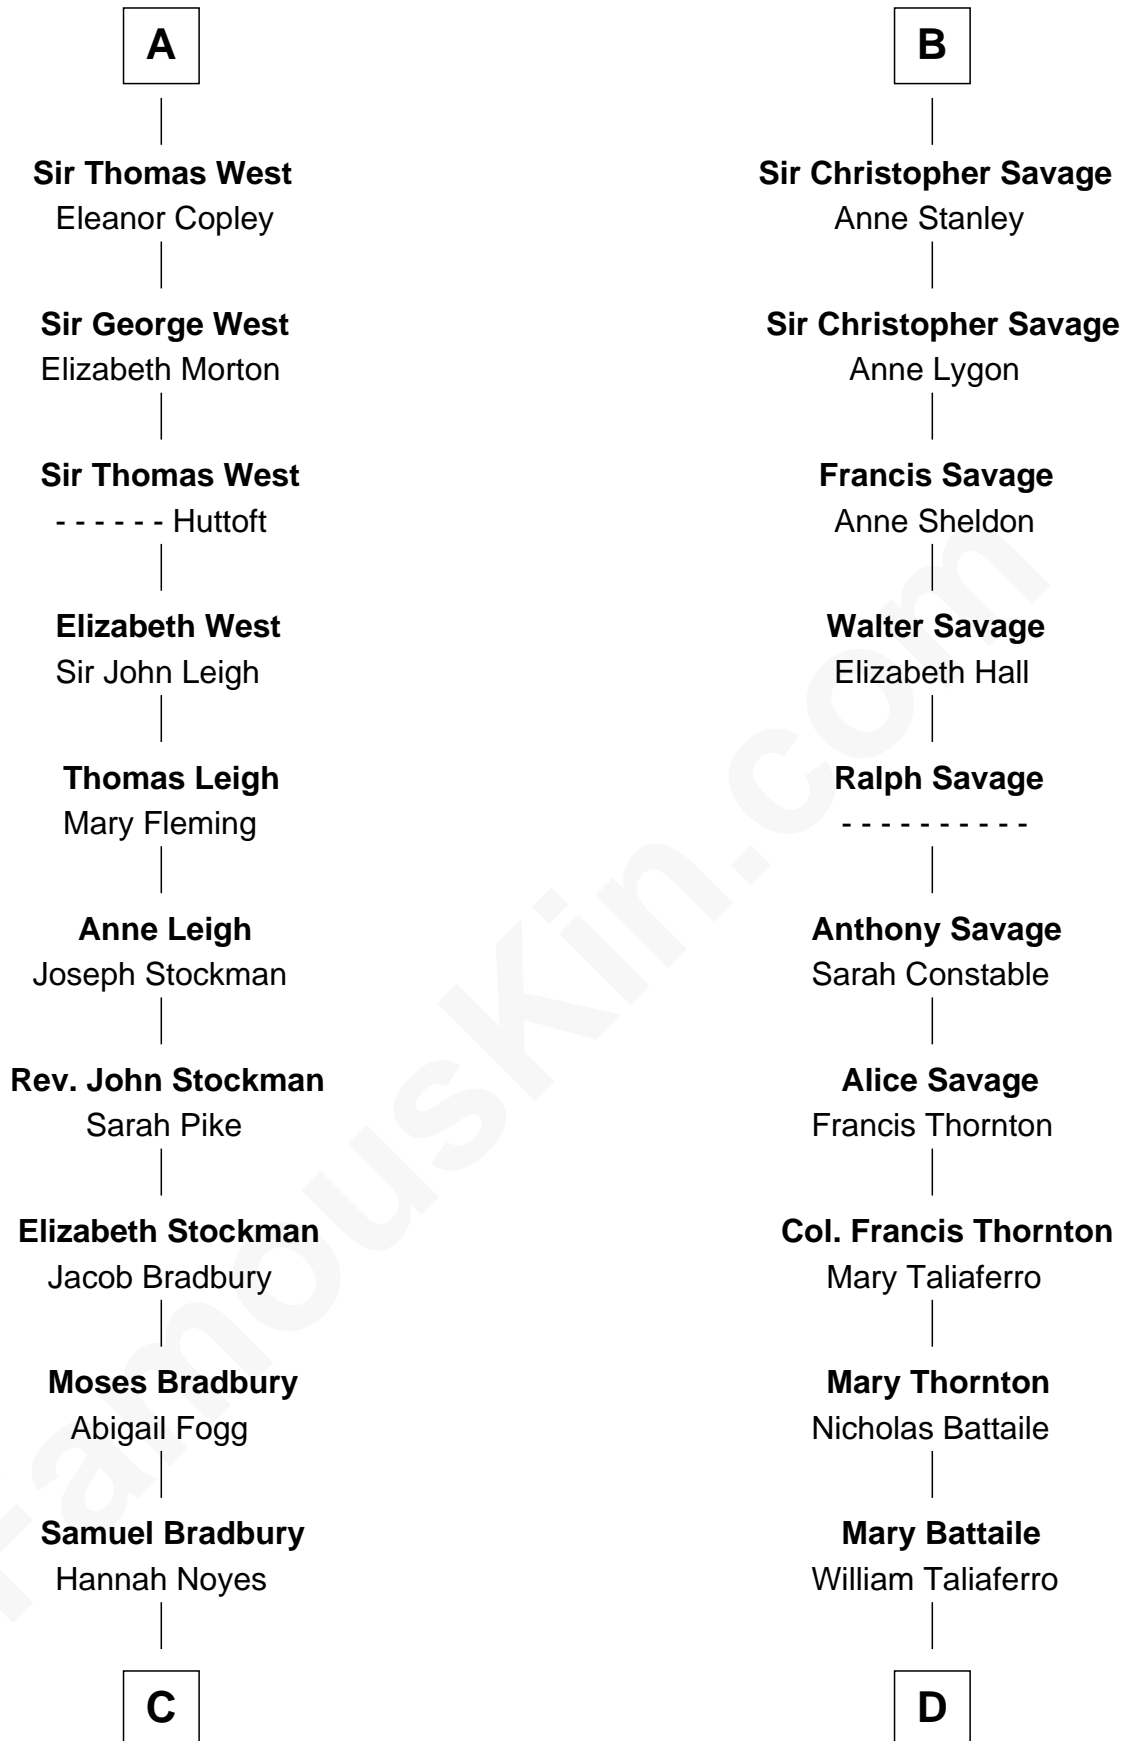 A
Sir Thomas West
Eleanor Copley
Sir George West
Elizabeth Morton
Sir Thomas West
- - - - - - Huttoft
Elizabeth West
Sir John Leigh
Thomas Leigh
Mary Fleming
Anne Leigh
Joseph Stockman
Rev. John Stockman
Sarah Pike
Elizabeth Stockman
Jacob Bradbury
Moses Bradbury
Abigail Fogg
Samuel Bradbury
Hannah Noyes
C
B
Sir Christopher Savage
Anne Stanley
Sir Christopher Savage
Anne Lygon
Francis Savage
Anne Sheldon
Walter Savage
Elizabeth Hall
Ralph Savage
- - - - - - - - - -
Anthony Savage
Sarah Constable
Alice Savage
Francis Thornton
Col. Francis Thornton
Mary Taliaferro
Mary Thornton
Nicholas Battaile
Mary Battaile
William Taliaferro
D
FamousKin.com